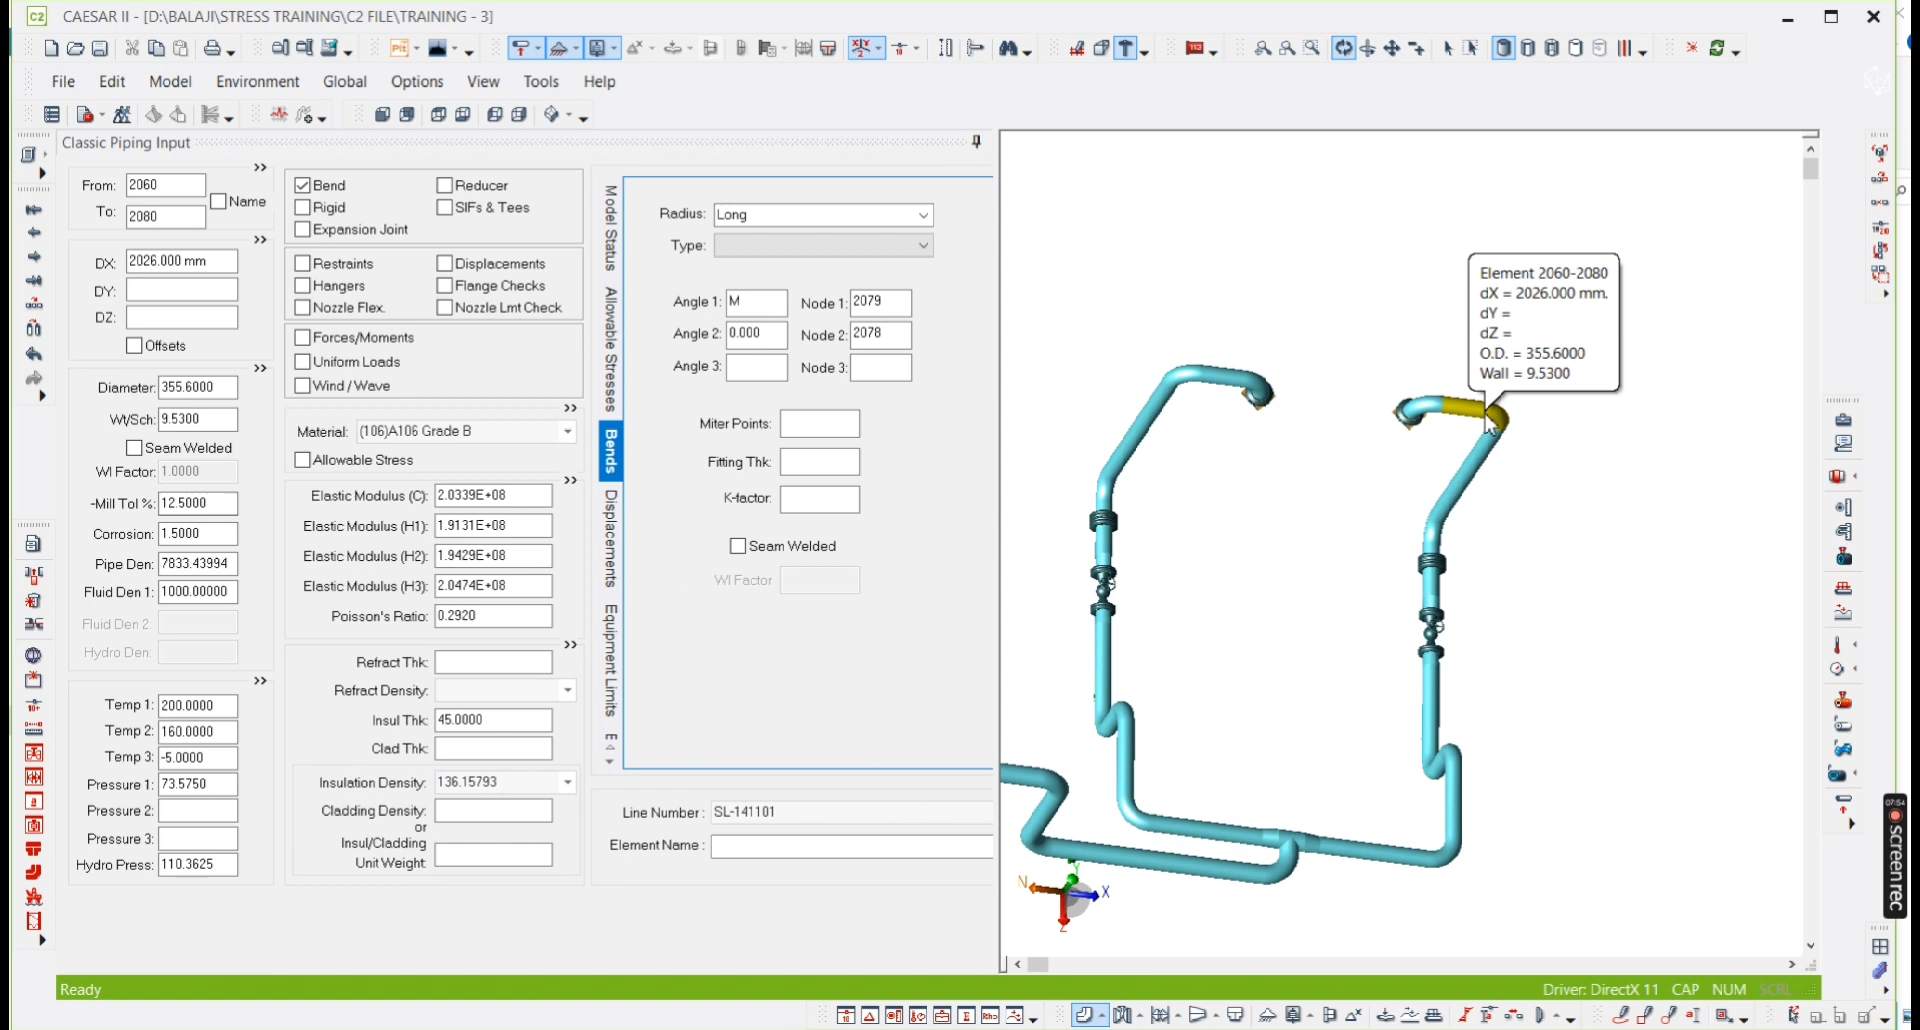 CAESAR II - [D:\BALAJI\STRESS TRAINING\C2 FILE\TRAINING - 3]
File Edit Model Environment Global Options View Tools Help
Classic Piping Input
From: 2060
To: 2080
Name
DX: 2026.000 mm
DY:
DZ:
Offsets
Diameter: 355.6000
Wt/Sch: 9.5300
Seam Welded
WI Factor: 1.0000
-Mill Tol %: 12.5000
Corrosion: 1.5000
Pipe Den: 7833.43994
Fluid Den 1: 1000.00000
Fluid Den 2:
Hydro Den:
Temp 1: 200.0000
Temp 2: 160.0000
Temp 3: -5.0000
Pressure 1: 73.5750
Pressure 2:
Pressure 3:
Hydro Press: 110.3625
Bend Reducer
Rigid SIFs & Tees
Expansion Joint
Restraints Displacements
Hangers Flange Checks
Nozzle Flex. Nozzle Lmt Check
Forces/Moments
Uniform Loads
Wind / Wave
Material: (106)A106 Grade B
Allowable Stress
Elastic Modulus (C): 2.0339E+08
Elastic Modulus (H1): 1.9131E+08
Elastic Modulus (H2): 1.9429E+08
Elastic Modulus (H3): 2.0474E+08
Poisson's Ratio: 0.2920
Refract Thk:
Refract Density:
Insul Thk: 45.0000
Clad Thk:
Insulation Density: 136.15793
Cladding Density:
or
Insul/Cladding
Unit Weight:
Model Status
Allowable Stresses
Bends
Displacements
Equipment Limits
E
Radius: Long
Type:
Angle 1: M Node 1: 2079
Angle 2: 0.000 Node 2: 2078
Angle 3: Node 3:
Miter Points:
Fitting Thk:
K-factor:
Seam Welded
WI Factor
Line Number : SL-141101
Element Name :
Element 2060-2080
dX = 2026.000 mm.
dY =
dZ =
O.D. = 355.6000
Wall = 9.5300
N
Y
X
Z
07:54
screenrec
Ready
Driver: DirectX 11 CAP NUM SCRL